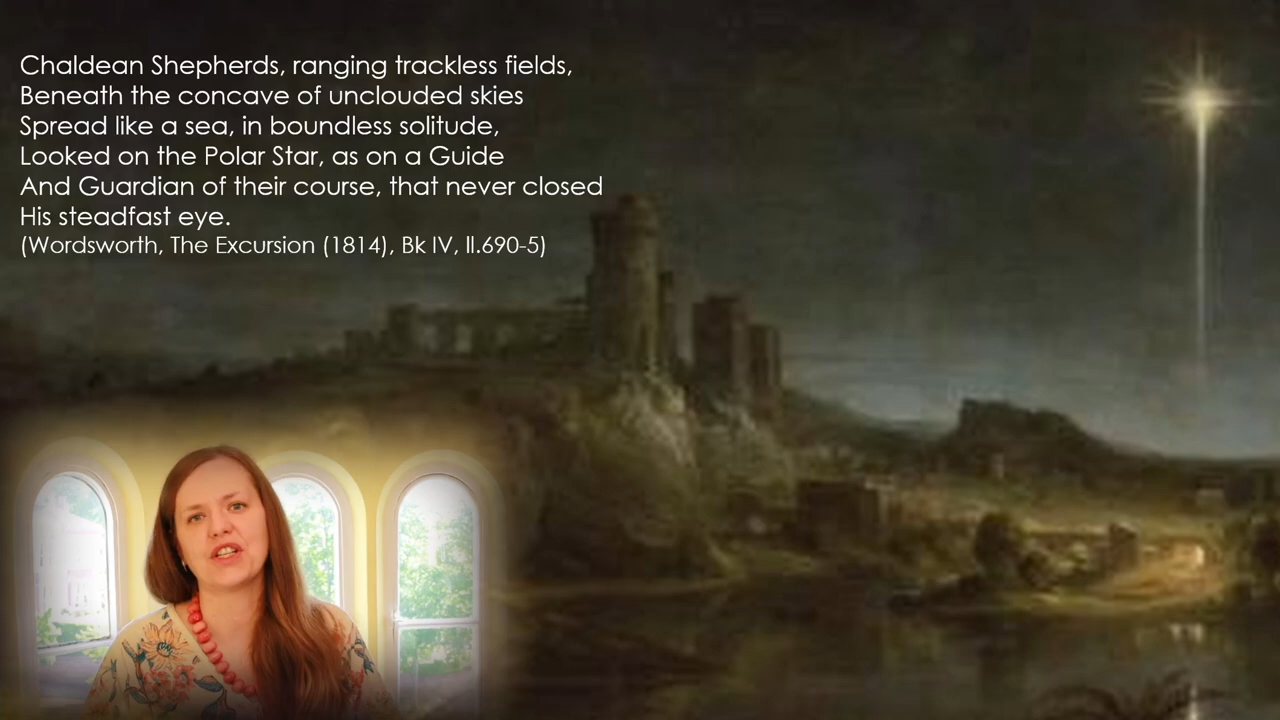 Chaldean Shepherds, ranging trackless fields,
Beneath the concave of unclouded skies
Spread like a sea, in boundless solitude,
Looked on the Polar Star, as on a Guide
And Guardian of their course, that never closed
His steadfast eye.
(Wordsworth, The Excursion (1814), Bk IV, ll.690-5)